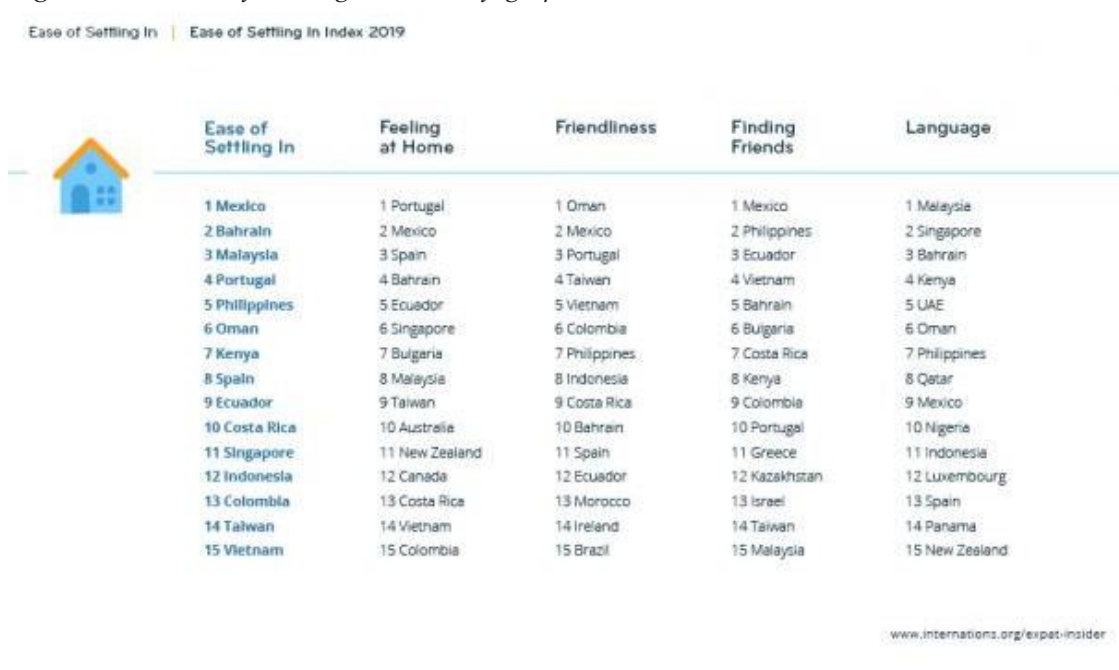 Ease of Settling In | Ease of Settling In Index 2019
Ease of Settling In
Feeling at Home
Friendliness
Finding Friends
Language
1 Mexico 1 Portugal 1 Oman 1 Mexico 1 Malaysia
2 Bahrain 2 Mexico 2 Mexico 2 Philippines 2 Singapore
3 Malaysia 3 Spain 3 Portugal 3 Ecuador 3 Bahrain
4 Portugal 4 Bahrain 4 Taiwan 4 Vietnam 4 Kenya
5 Philippines 5 Ecuador 5 Vietnam 5 Bahrain 5 UAE
6 Oman 6 Singapore 6 Colombia 6 Bulgaria 6 Oman
7 Kenya 7 Bulgaria 7 Philippines 7 Costa Rica 7 Philippines
8 Spain 8 Malaysia 8 Indonesia 8 Kenya 8 Qatar
9 Ecuador 9 Taiwan 9 Costa Rica 9 Colombia 9 Mexico
10 Costa Rica 10 Australia 10 Bahrain 10 Portugal 10 Nigeria
11 Singapore 11 New Zealand 11 Spain 11 Greece 11 Indonesia
12 Indonesia 12 Canada 12 Ecuador 12 Kazakhstan 12 Luxembourg
13 Colombia 13 Costa Rica 13 Morocco 13 Israel 13 Spain
14 Taiwan 14 Vietnam 14 Ireland 14 Taiwan 14 Panama
15 Vietnam 15 Colombia 15 Brazil 15 Malaysia 15 New Zealand
www.internations.org/expat-insider